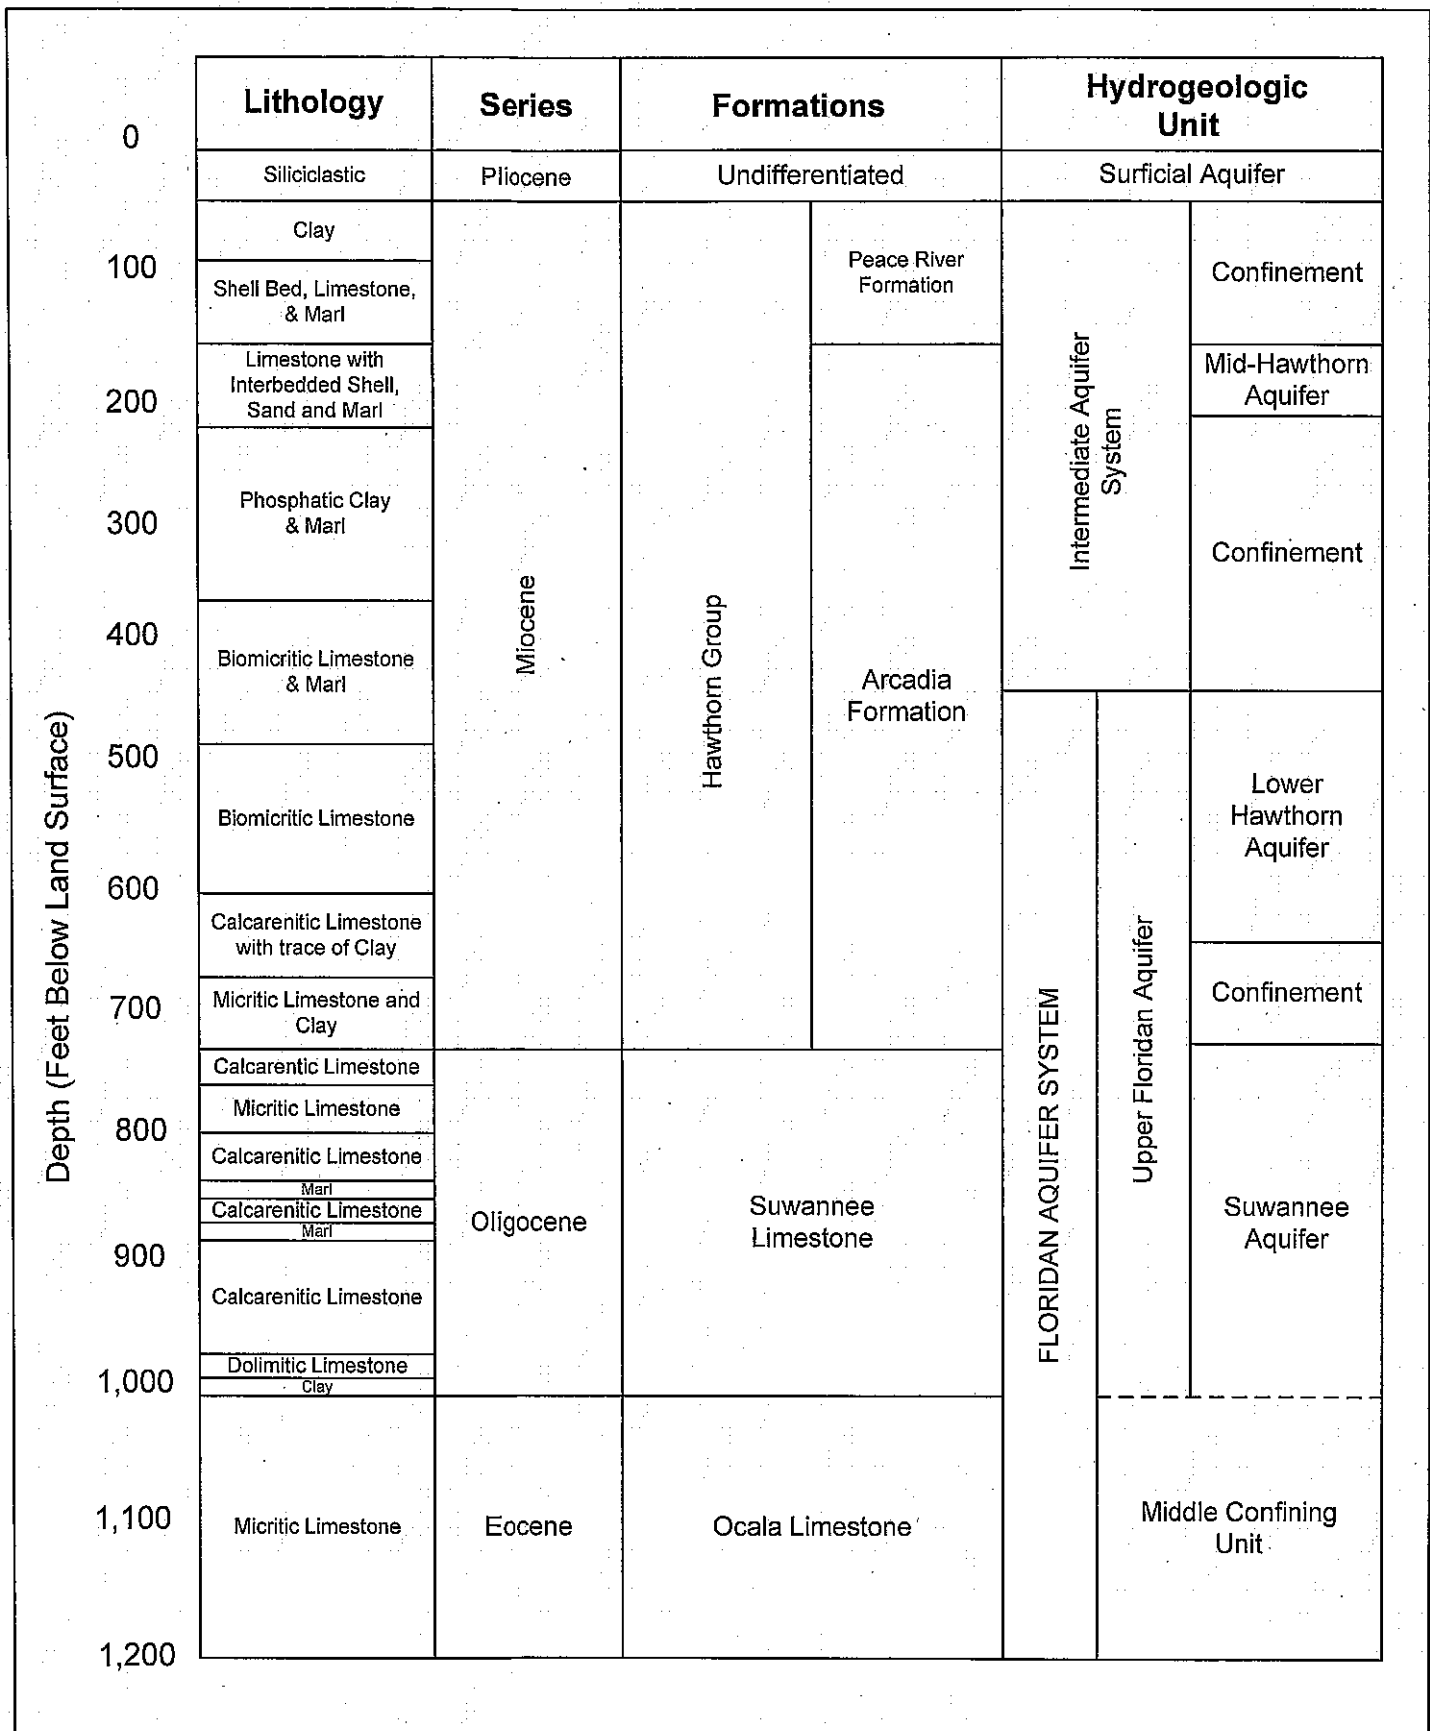 Lithology
Series
Formations
Hydrogeologic
Unit
0
Siliciclastic
Pliocene
Undifferentiated
Surficial Aquifer
Clay
100
Shell Bed, Limestone,
& Marl
Peace River
Formation
Confinement
Limestone with
Interbedded Shell,
Sand and Marl
200
Mid-Hawthorn
Aquifer
Intermediate Aquifer
System
Phosphatic Clay
& Marl
300
Confinement
Miocene
Hawthorn Group
400
Biomicritic Limestone
& Marl
Arcadia
Formation
Depth (Feet Below Land Surface)
500
Biomicritic Limestone
Lower
Hawthorn
Aquifer
600
Calcarenitic Limestone
with trace of Clay
FLORIDAN AQUIFER SYSTEM
Upper Floridan Aquifer
700
Micritic Limestone and
Clay
Confinement
Calcarentic Limestone
Micritic Limestone
800
Calcarenitic Limestone
Marl
Calcarenitic Limestone
Marl
Oligocene
Suwannee
Limestone
Suwannee
Aquifer
900
Calcarenitic Limestone
Dolimitic Limestone
1,000
Clay
1,100
Micritic Limestone
Eocene
Ocala Limestone
Middle Confining
Unit
1,200